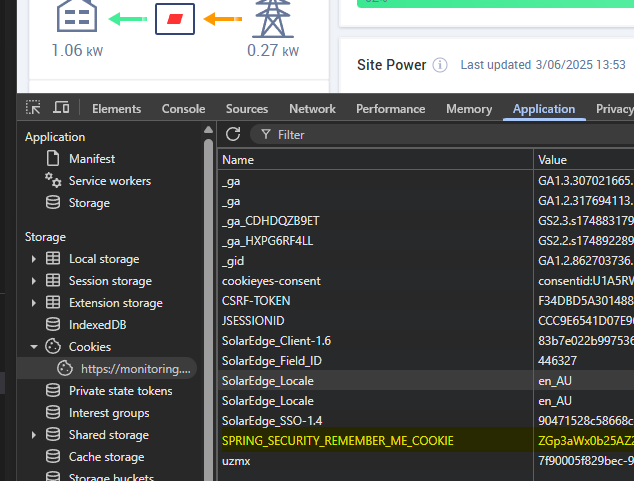 1.06 kW
0.27 kW
Site Power
Last updated 3/06/2025 13:53
Elements Console Sources Network Performance Memory Application Privacy
Application
Manifest
Service workers
Storage
Storage
Local storage
Session storage
Extension storage
IndexedDB
Cookies
https://monitoring....
Private state tokens
Interest groups
Shared storage
Cache storage
Storage buckets
Filter
Name Value
_ga GA1.3.307021665.
_ga GA1.2.317694113.
_ga_CDHDQZB9ET GS2.3.s174883179
_ga_HXPG6RF4LL GS2.2.s174892289
_gid GA1.2.862703736.
cookieyes-consent consentid:U1A5RW
CSRF-TOKEN F34DBD5A301488
JSESSIONID CCC9E6541D07E9
SolarEdge_Client-1.6 83b7e022b997536
SolarEdge_Field_ID 446327
SolarEdge_Locale en_AU
SolarEdge_Locale en_AU
SolarEdge_SSO-1.4 90471528c58668c
SPRING_SECURITY_REMEMBER_ME_COOKIE ZGp3aWx0b25AZ2
uzmx 7f90005f829bec-9